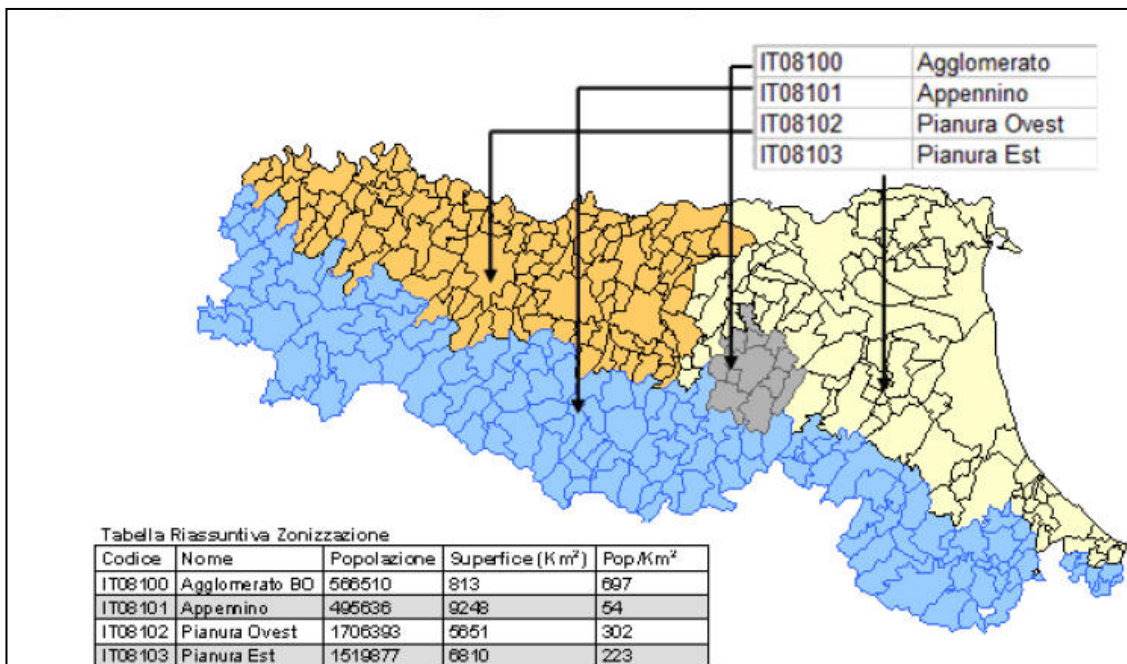 IT08100 Agglomerato
IT08101 Appennino
IT08102 Pianura Ovest
IT08103 Pianura Est
Tabella Riassuntiva Zonizzazione
Codice Nome Popolazione Superfice (Km²) Pop/Km²
IT08100 Agglomerato BO 566510 813 697
IT08101 Appennino 495636 9248 54
IT08102 Pianura Ovest 1706393 5651 302
IT08103 Pianura Est 1519877 6810 223